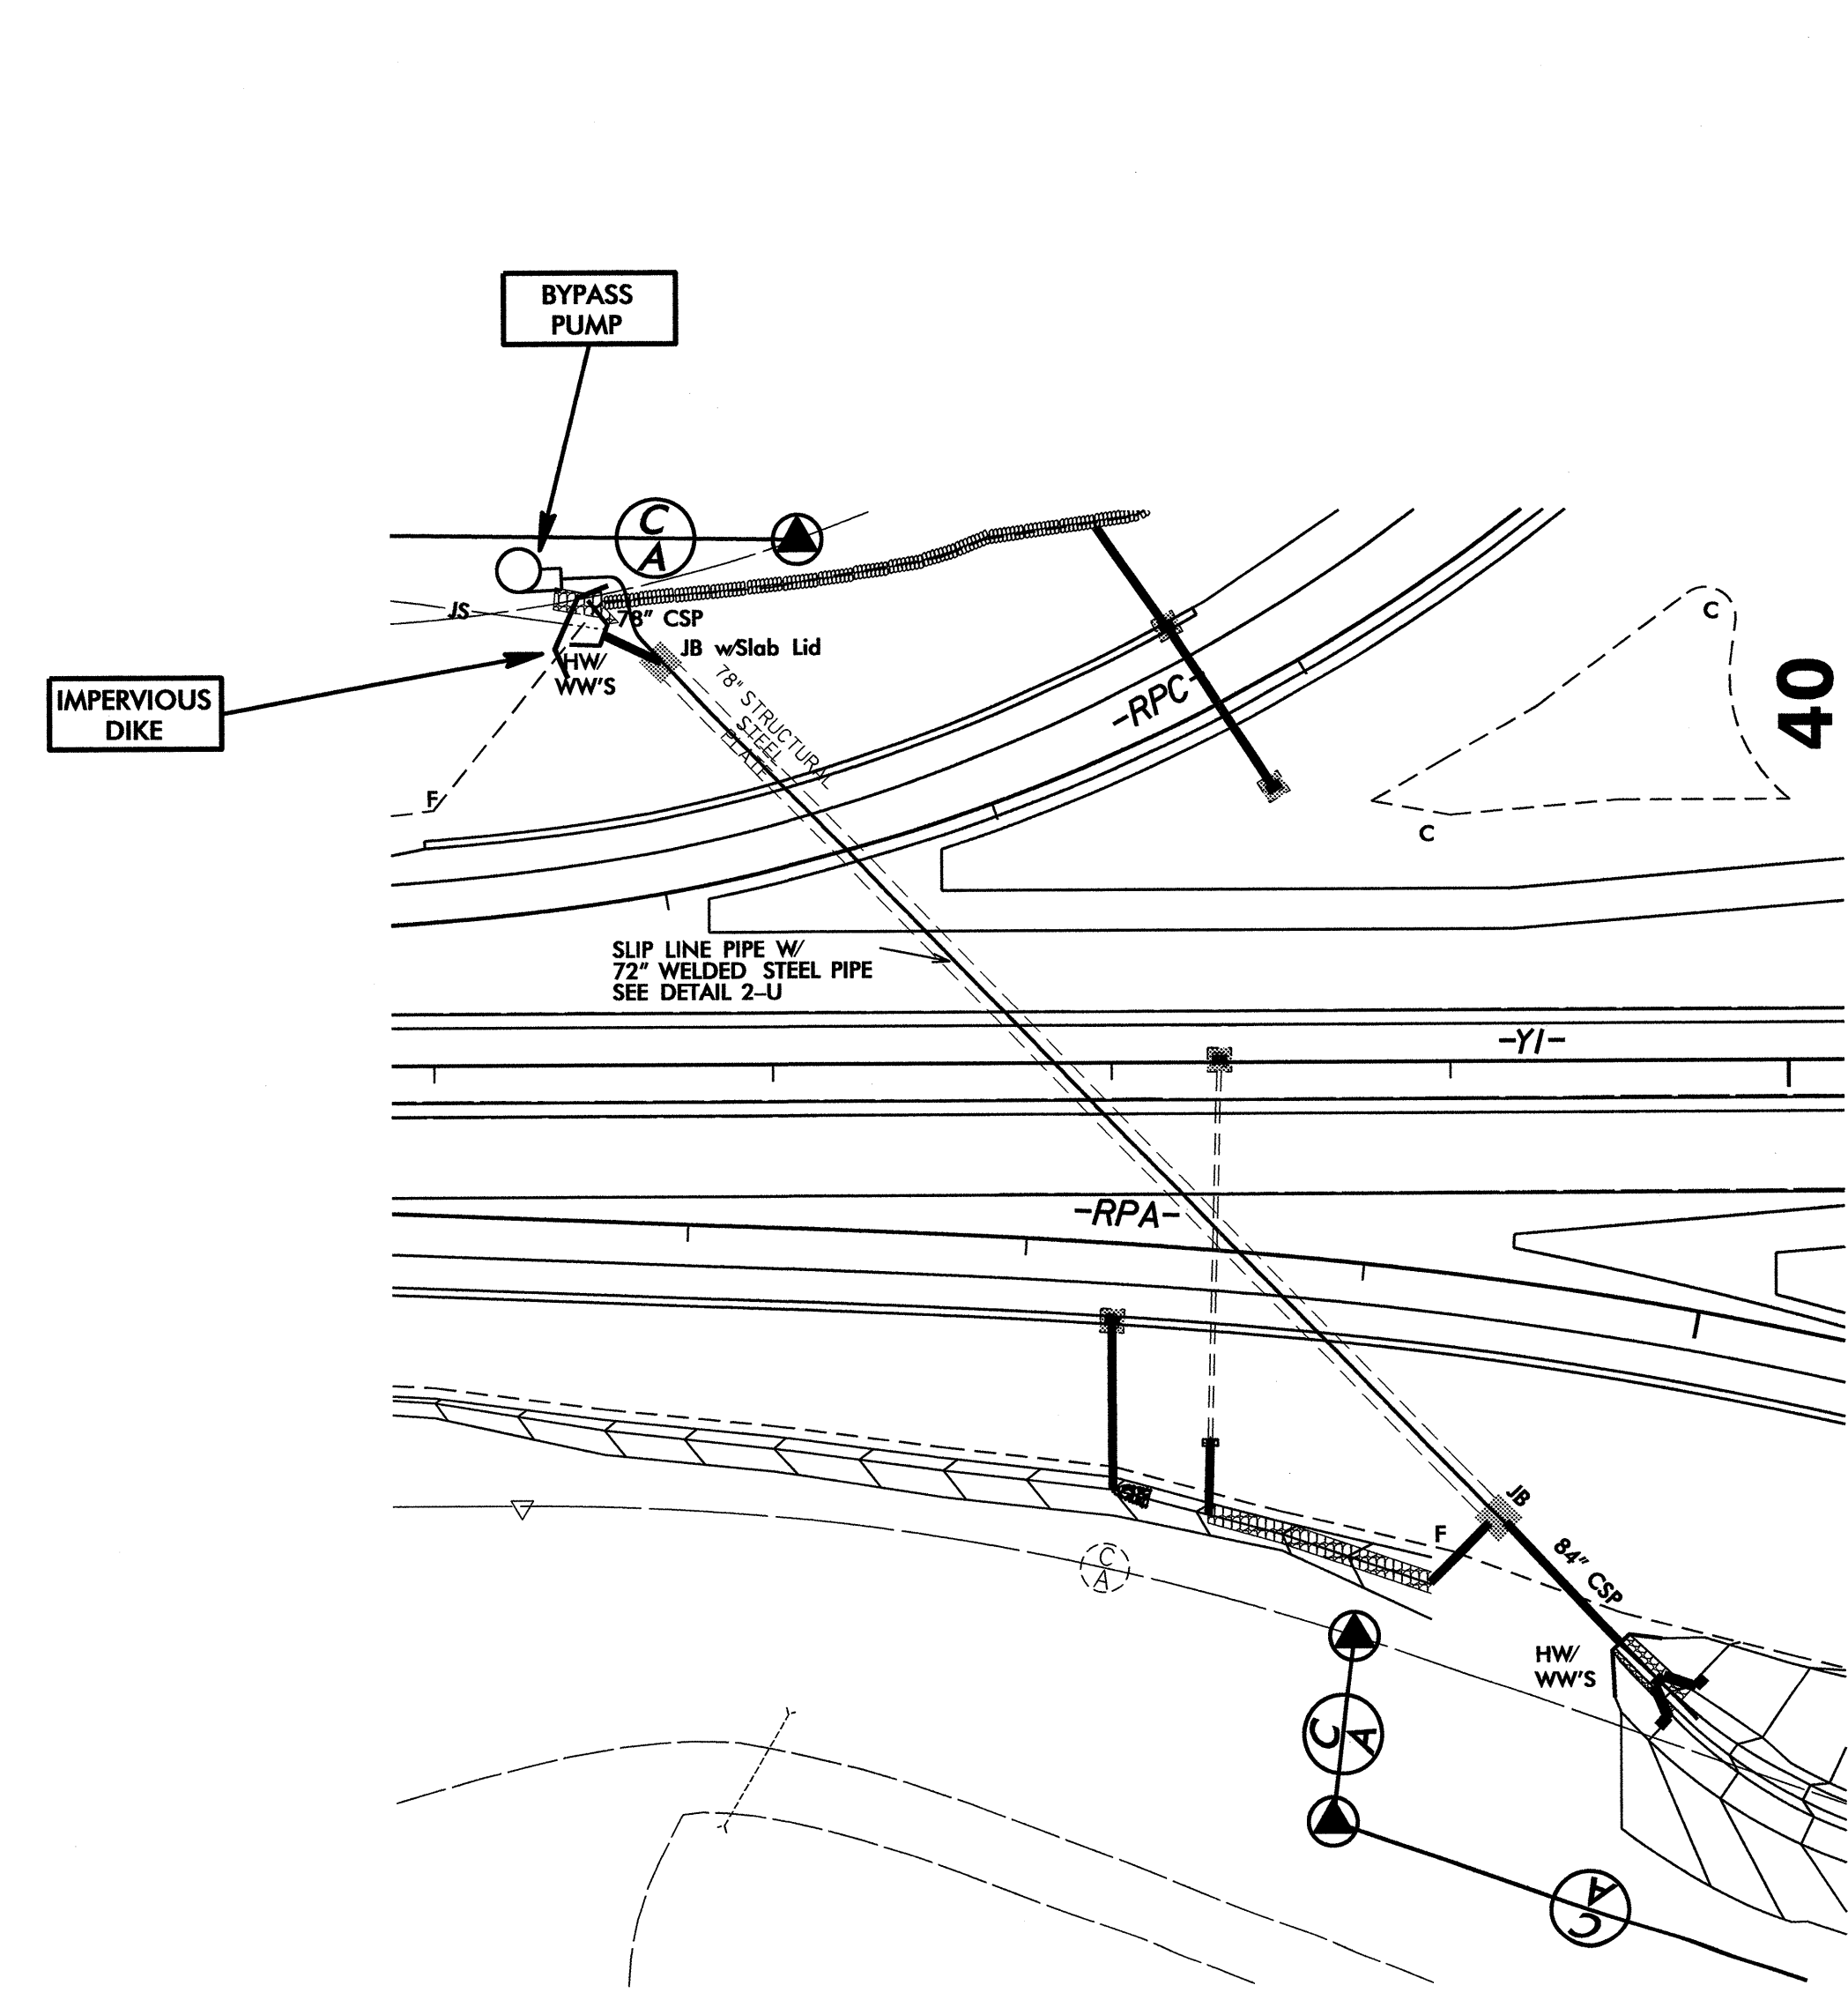 BYPASS
PUMP
C
A
JS
78" CSP
JB w/Slab Lid
HW/
WW'S
IMPERVIOUS
DIKE
78" STRUCTURAL
STEEL
PLATE
-RPC-
C
40
F
C
SLIP LINE PIPE W/
72" WELDED STEEL PIPE
SEE DETAIL 2-U
-Y1-
-RPA-
JB
F
84" CSP
C
A
HW/
WW'S
C
A
C
A